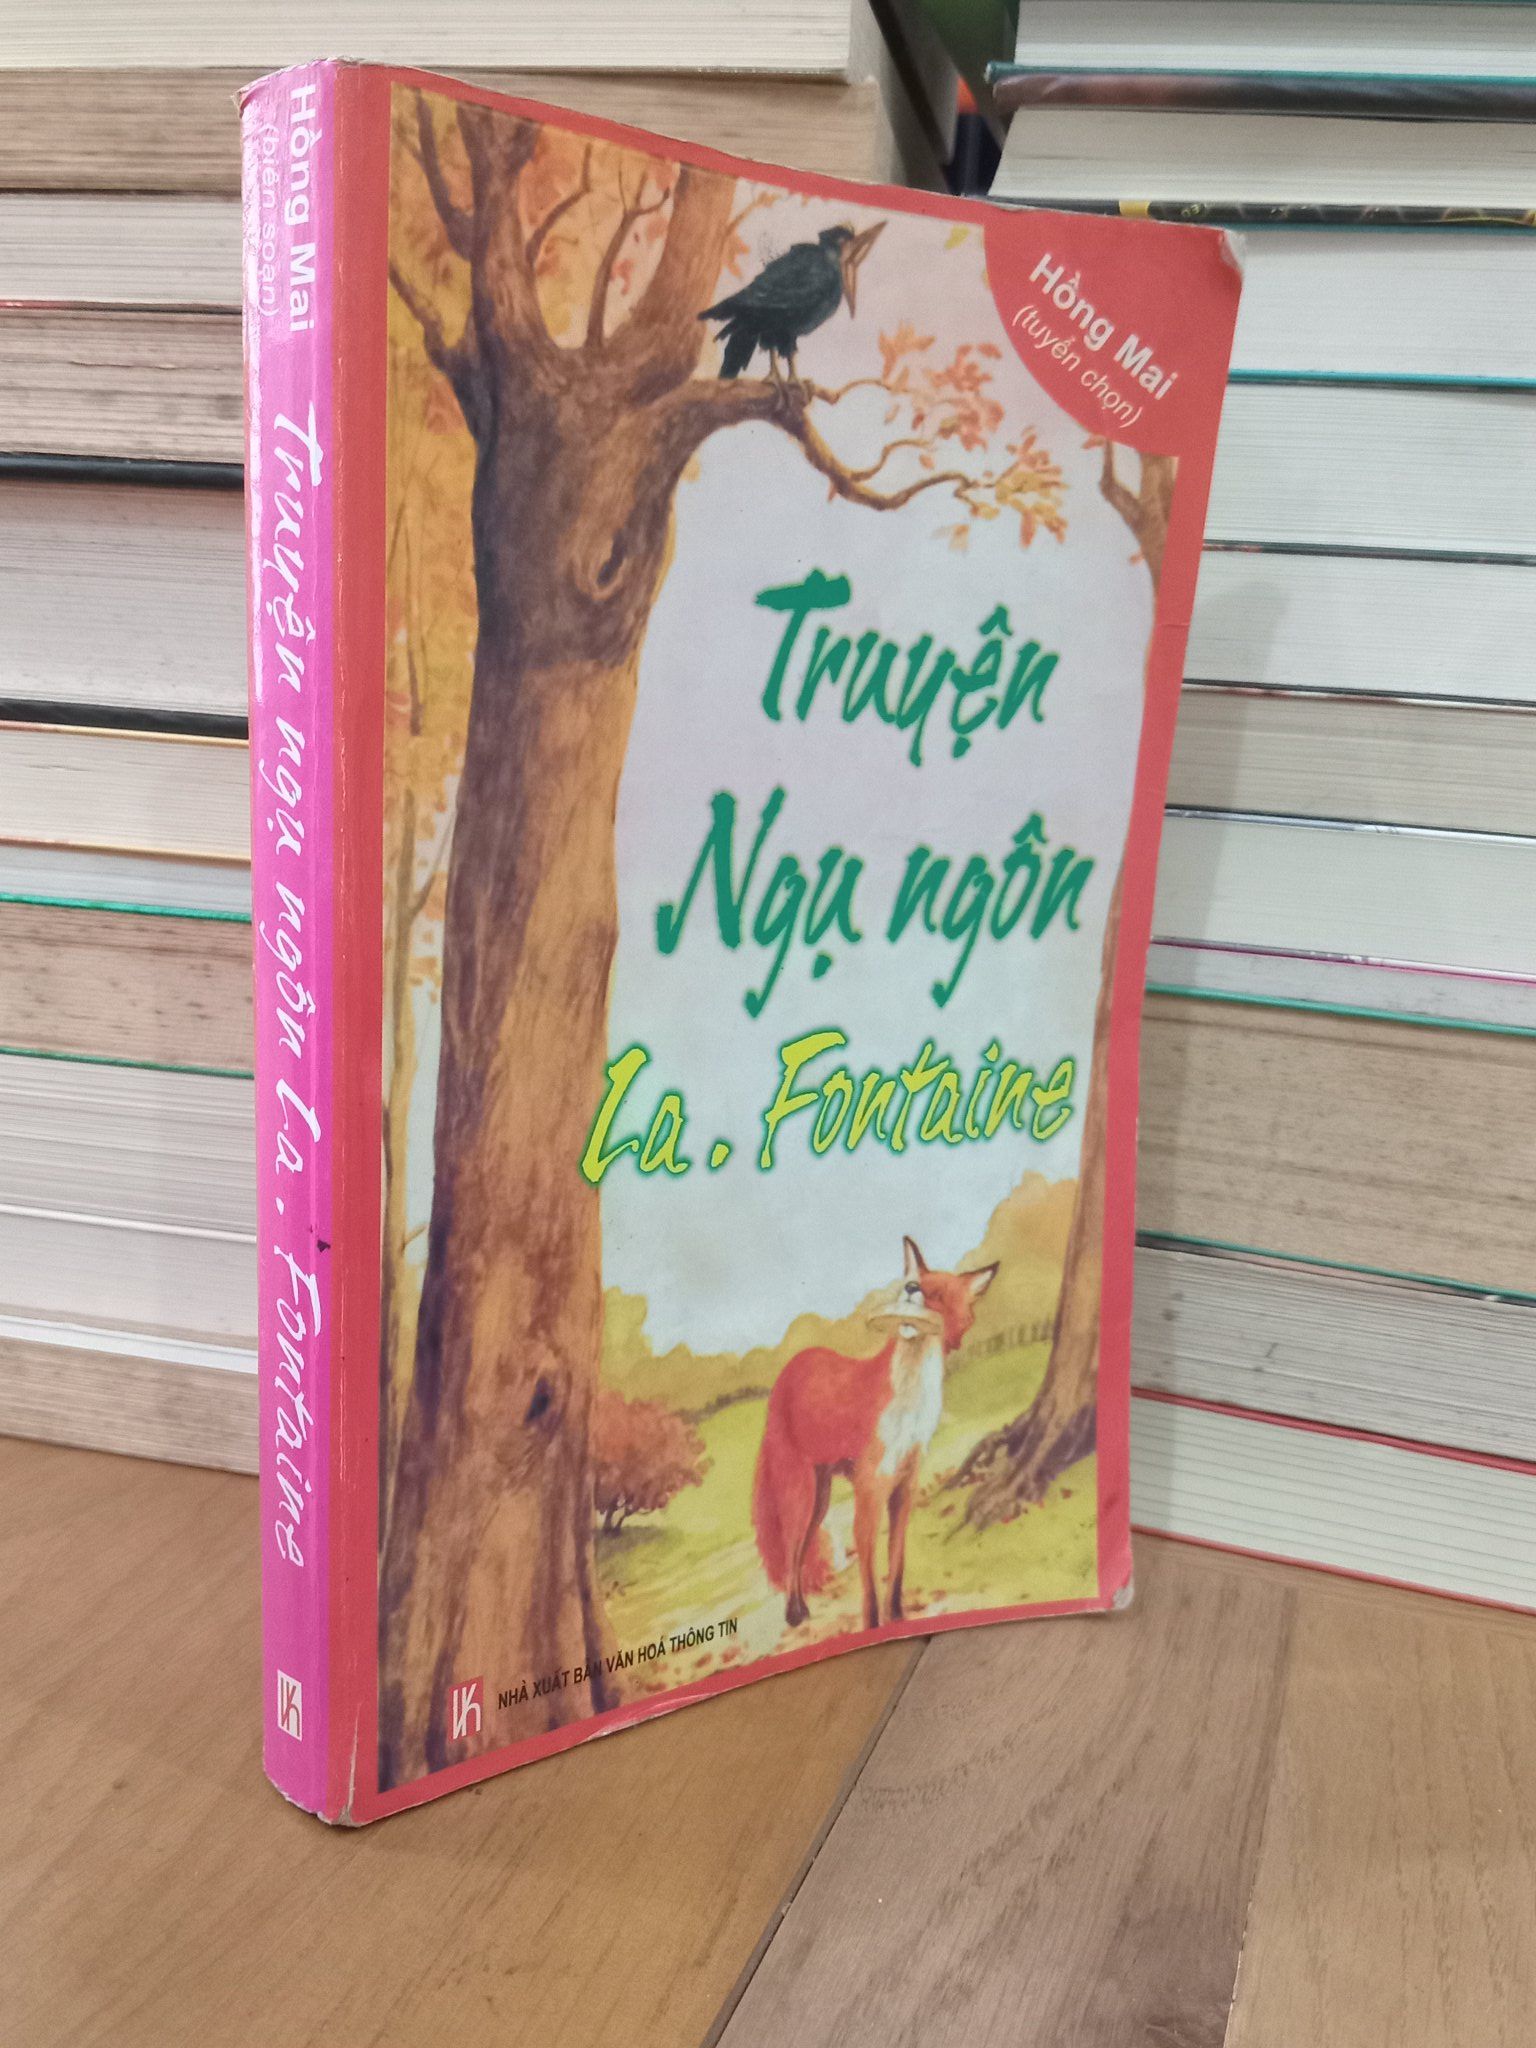 Hồng Mai
(biên soạn)
Truyện ngụ ngôn La. Fontaine
Hồng Mai
(tuyển chọn)
Truyện
Ngụ ngôn
La. Fontaine
NHÀ XUẤT BẢN VĂN HOÁ THÔNG TIN